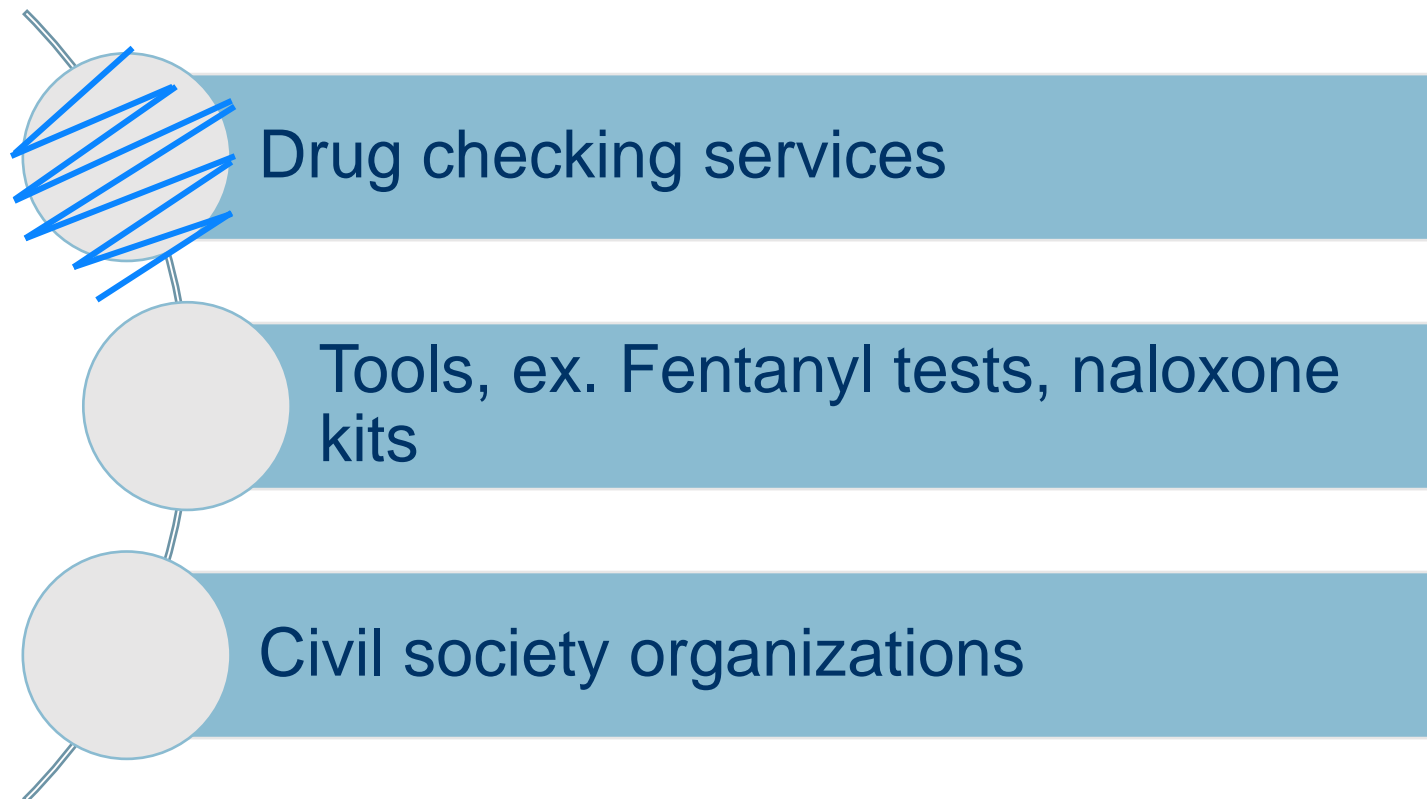 Drug checking services
Tools, ex. Fentanyl tests, naloxone
kits
Civil society organizations